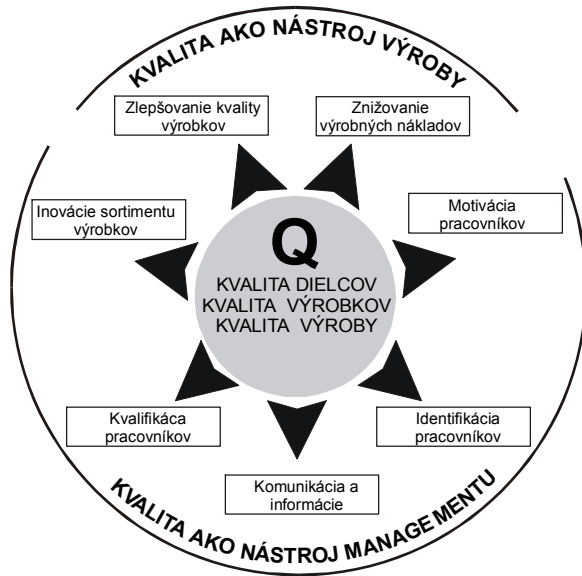 KVALITA AKO NÁSTROJ VÝROBY
Zlepšovanie kvality
výrobkov
Znižovanie
výrobných nákladov
Inovácie sortimentu
výrobkov
Motivácia
pracovníkov
Q
KVALITA DIELCOV
KVALITA VÝROBKOV
KVALITA VÝROBY
Kvalifikáca
pracovníkov
Identifikácia
pracovníkov
Komunikácia a
informácie
KVALITA AKO NÁSTROJ MANAGEMENTU